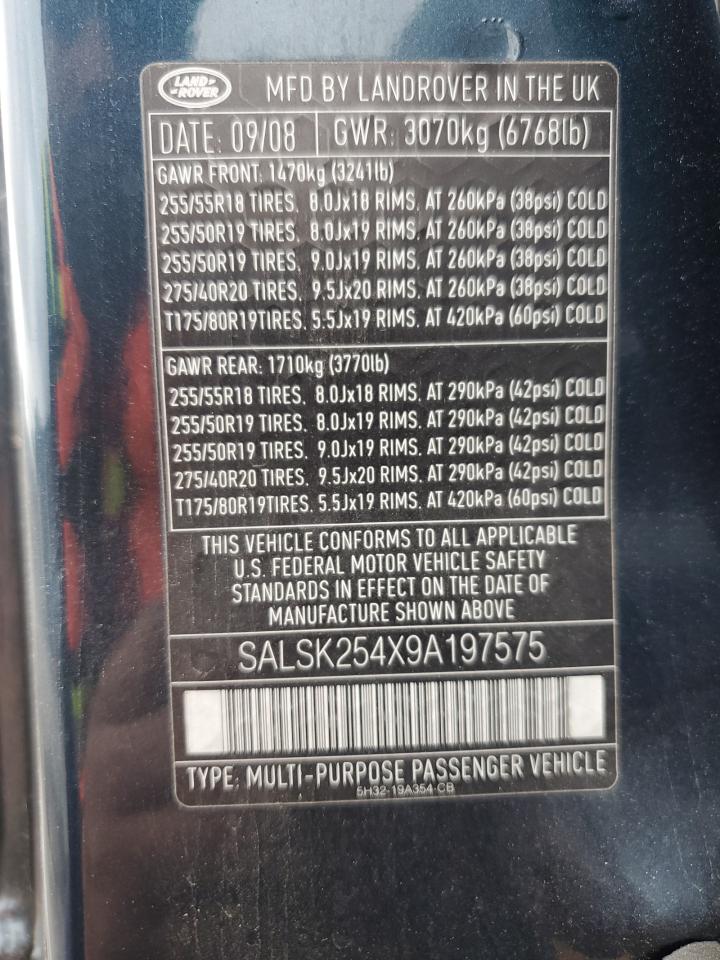 LAND ROVER
MFD BY LANDROVER IN THE UK
DATE: 09/08 GWR: 3070kg (6768lb)
GAWR FRONT: 1470kg (3241lb)
255/55R18 TIRES, 8.0Jx18 RIMS, AT 260kPa (38psi) COLD
255/50R19 TIRES, 8.0Jx19 RIMS, AT 260kPa (38psi) COLD
255/50R19 TIRES, 9.0Jx19 RIMS, AT 260kPa (38psi) COLD
275/40R20 TIRES, 9.5Jx20 RIMS, AT 260kPa (38psi) COLD
T175/80R19TIRES, 5.5Jx19 RIMS, AT 420kPa (60psi) COLD
GAWR REAR: 1710kg (3770lb)
255/55R18 TIRES, 8.0Jx18 RIMS, AT 290kPa (42psi) COLD
255/50R19 TIRES, 8.0Jx19 RIMS, AT 290kPa (42psi) COLD
255/50R19 TIRES, 9.0Jx19 RIMS, AT 290kPa (42psi) COLD
275/40R20 TIRES, 9.5Jx20 RIMS, AT 290kPa (42psi) COLD
T175/80R19TIRES, 5.5Jx19 RIMS, AT 420kPa (60psi) COLD
THIS VEHICLE CONFORMS TO ALL APPLICABLE
U.S. FEDERAL MOTOR VEHICLE SAFETY
STANDARDS IN EFFECT ON THE DATE OF
MANUFACTURE SHOWN ABOVE
SALSK254X9A197575
TYPE: MULTI-PURPOSE PASSENGER VEHICLE
5H32-19A354-CB